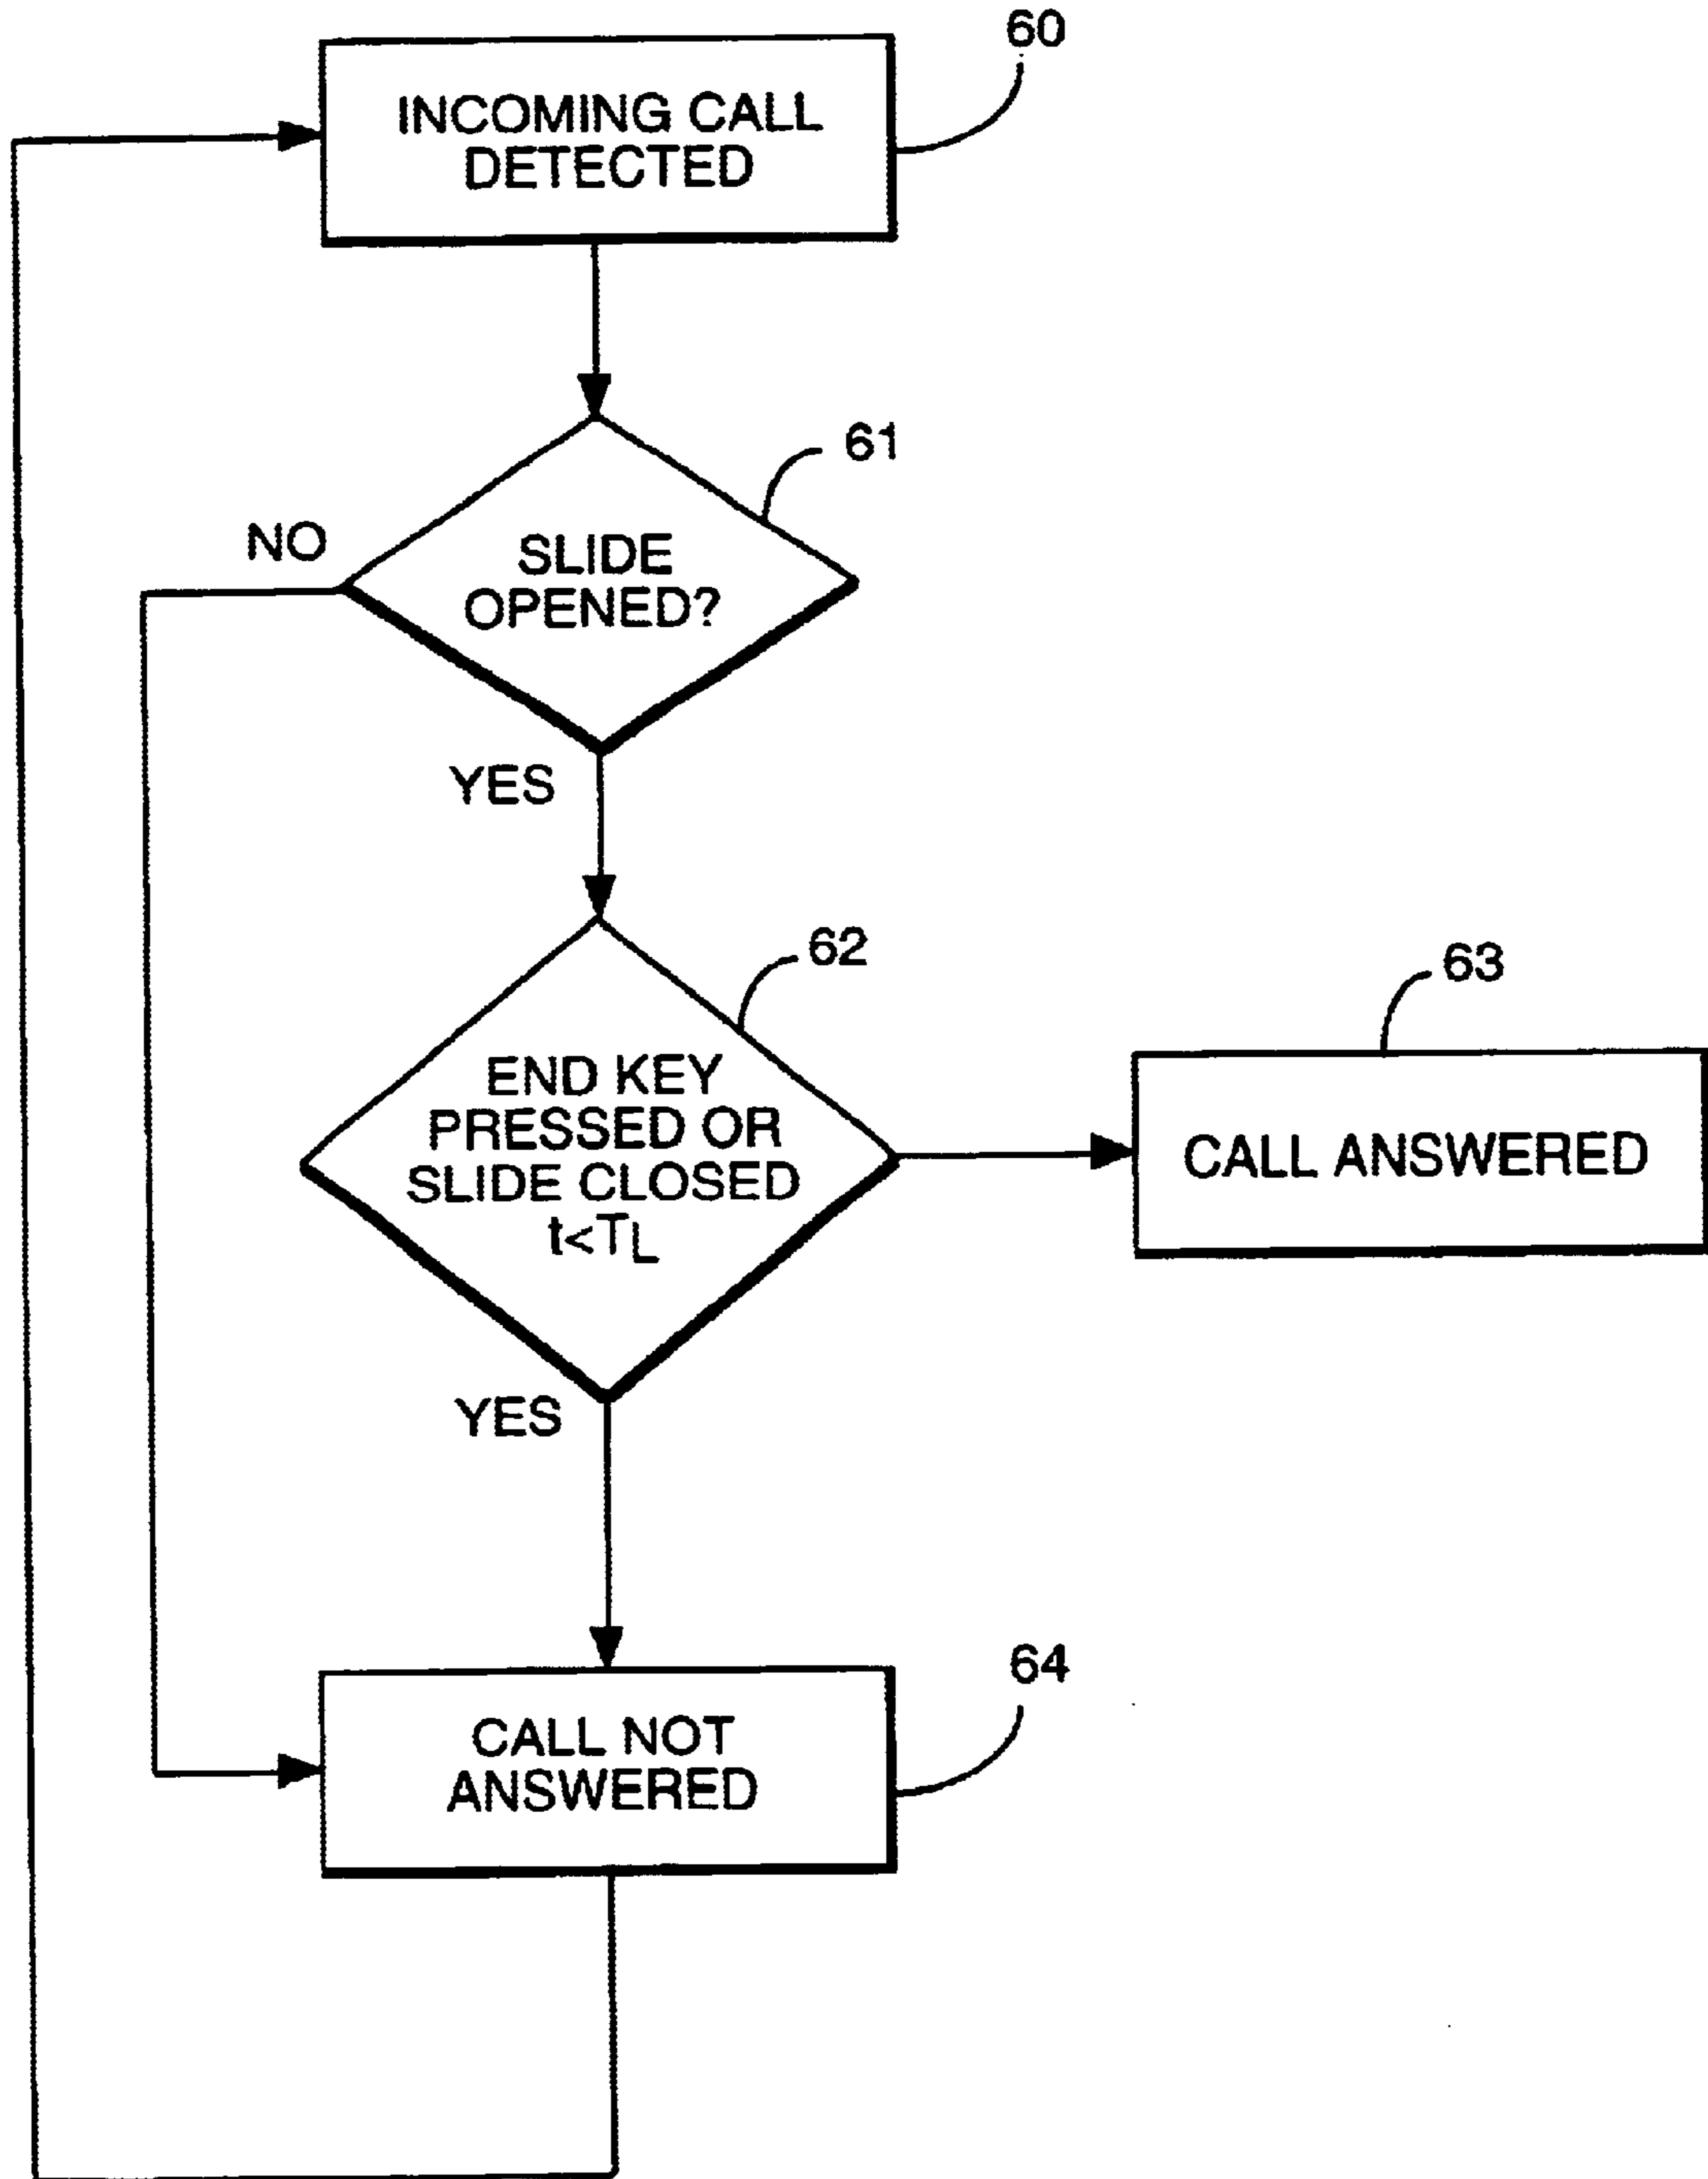 60
INCOMING CALL
DETECTED
61
NO
SLIDE
OPENED?
YES
62
63
END KEY
PRESSED OR
SLIDE CLOSED
t<TL
CALL ANSWERED
YES
64
CALL NOT
ANSWERED